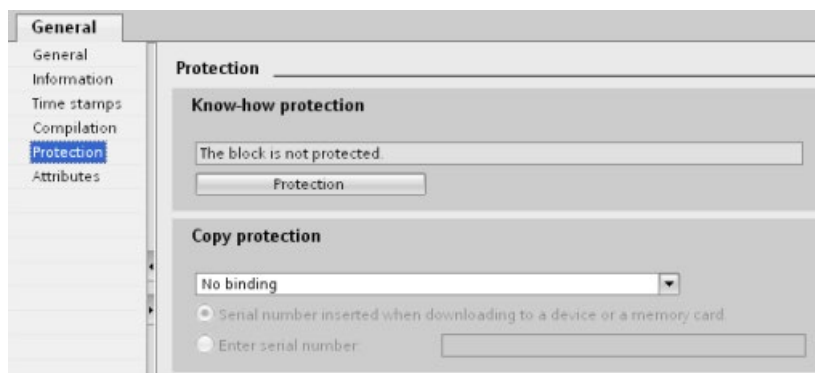 General
General
Information
Time stamps
Compilation
Protection
Attributes
Protection
Know-how protection
The block is not protected.
Protection
Copy protection
No binding
Serial number inserted when downloading to a device or a memory card
Enter serial number: